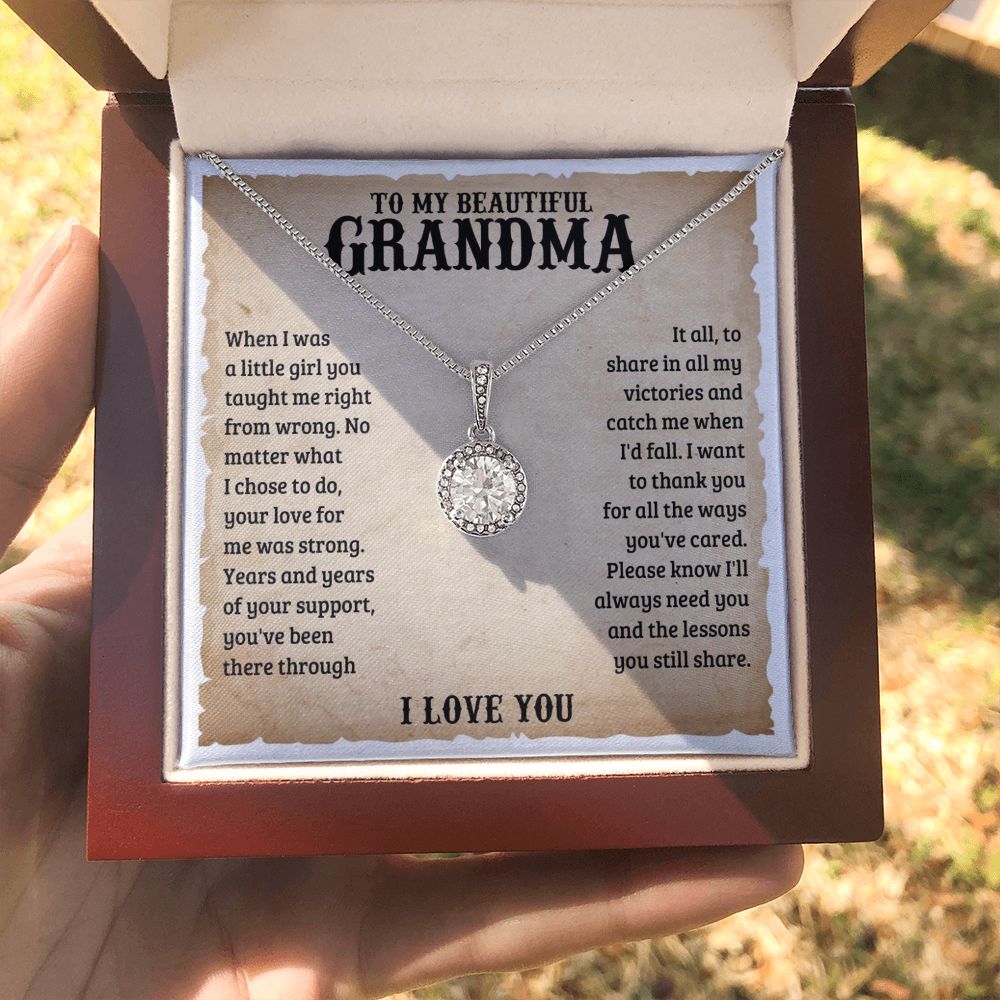 TO MY BEAUTIFUL
GRANDMA
When I was
a little girl you
taught me right
from wrong. No
matter what
I chose to do,
your love for
me was strong.
Years and years
of your support,
you've been
there through
It all, to
share in all my
victories and
catch me when
I'd fall. I want
to thank you
for all the ways
you've cared.
Please know I'll
always need you
and the lessons
you still share.
I LOVE YOU